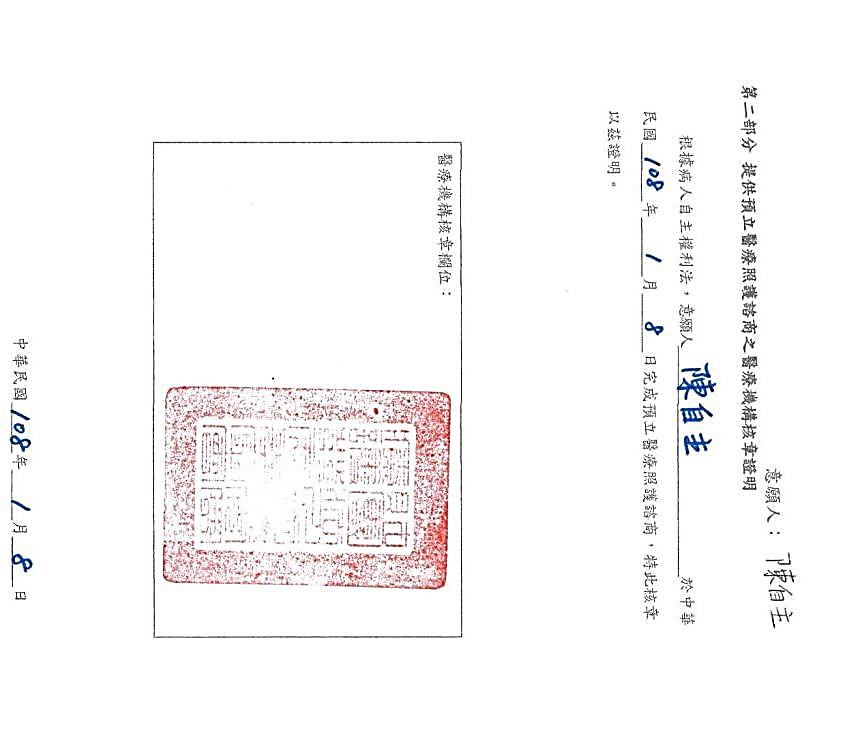 意願人：陳自主
第二部分 提供預立醫療照護諮商之醫療機構核章證明
根據病人自主權利法，意願人 陳自主 於中華
民國 108 年 1 月 8 日完成預立醫療照護諮商，特此核章
以茲證明。
醫療機構核章欄位：
中華民國 108 年 1 月 8 日